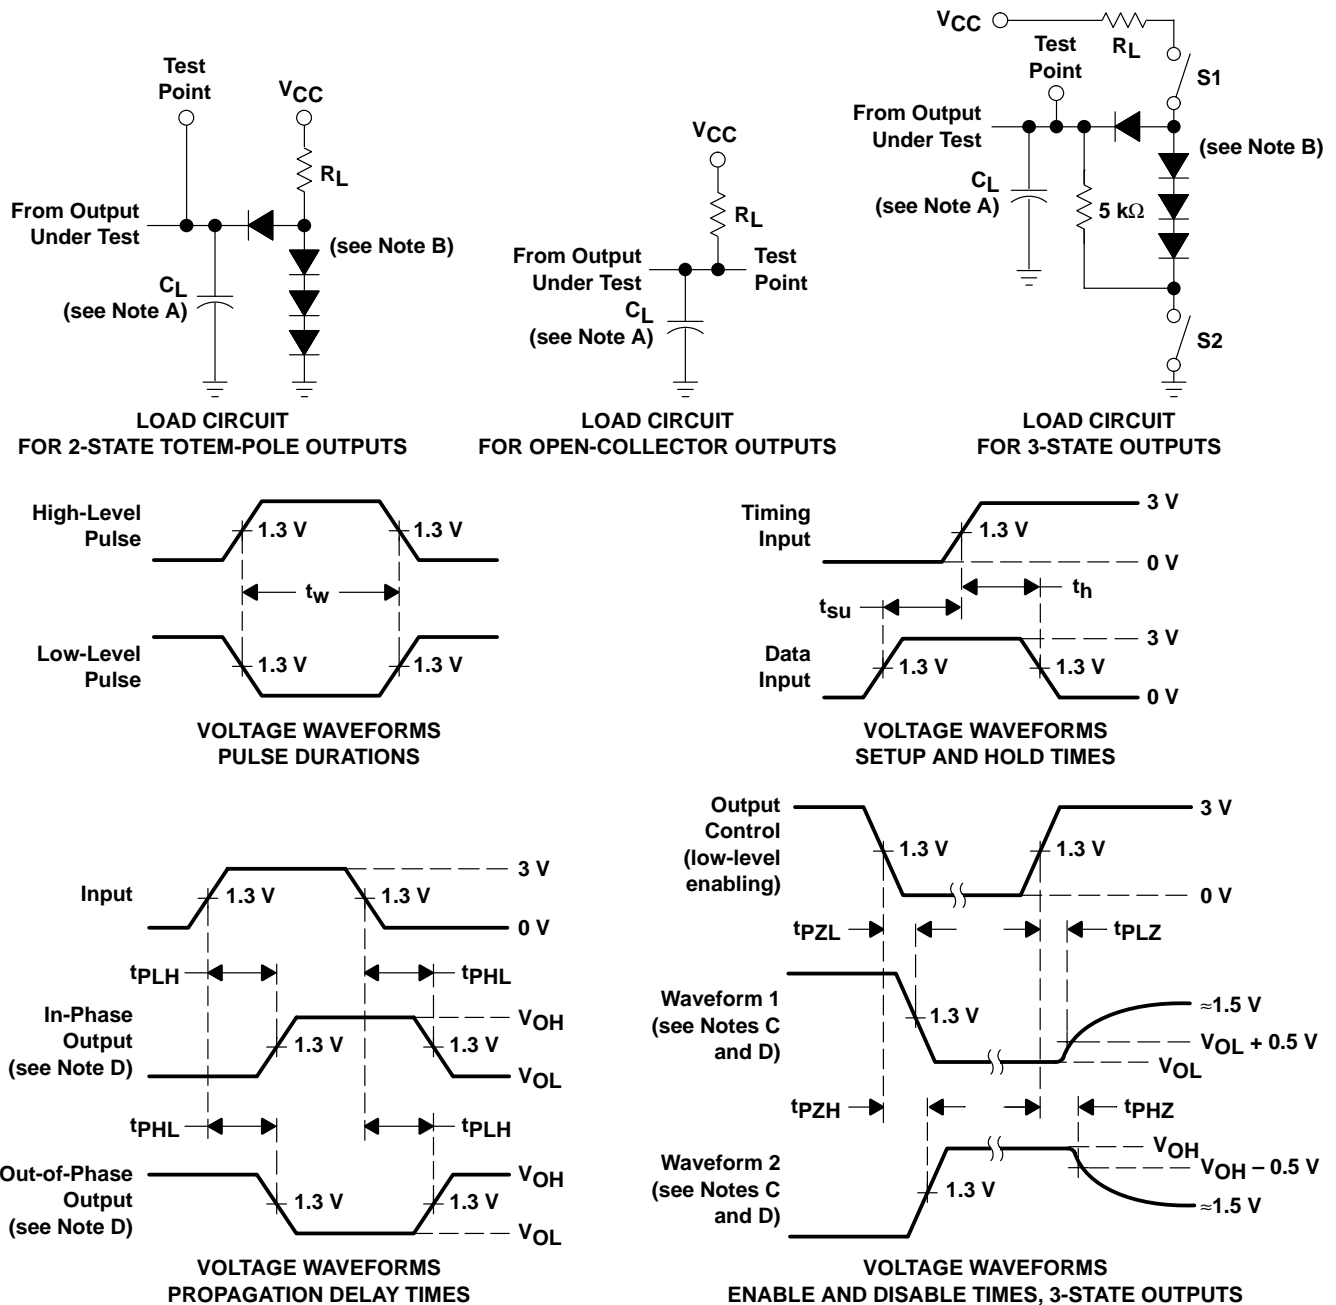 Test
Point
VCC
RL
From Output
Under Test
(see Note B)
CL
(see Note A)
LOAD CIRCUIT
FOR 2-STATE TOTEM-POLE OUTPUTS
VCC
RL
From Output
Under Test
Test
Point
CL
(see Note A)
LOAD CIRCUIT
FOR OPEN-COLLECTOR OUTPUTS
VCC
RL
Test
Point
S1
From Output
Under Test
(see Note B)
CL
(see Note A)
5 kΩ
S2
LOAD CIRCUIT
FOR 3-STATE OUTPUTS
High-Level
Pulse
1.3 V
1.3 V
tw
Low-Level
Pulse
1.3 V
1.3 V
VOLTAGE WAVEFORMS
PULSE DURATIONS
Timing
Input
1.3 V
3 V
0 V
th
tsu
Data
Input
1.3 V
1.3 V
3 V
0 V
VOLTAGE WAVEFORMS
SETUP AND HOLD TIMES
Input
1.3 V
1.3 V
3 V
0 V
tPLH
tPHL
In-Phase
Output
(see Note D)
1.3 V
1.3 V
VOH
VOL
tPHL
tPLH
Out-of-Phase
Output
(see Note D)
1.3 V
1.3 V
VOH
VOL
VOLTAGE WAVEFORMS
PROPAGATION DELAY TIMES
Output
Control
(low-level
enabling)
1.3 V
1.3 V
3 V
0 V
tPZL
tPLZ
Waveform 1
(see Notes C
and D)
1.3 V
≈1.5 V
VOL + 0.5 V
VOL
tPZH
tPHZ
Waveform 2
(see Notes C
and D)
1.3 V
VOH
VOH – 0.5 V
≈1.5 V
VOLTAGE WAVEFORMS
ENABLE AND DISABLE TIMES, 3-STATE OUTPUTS